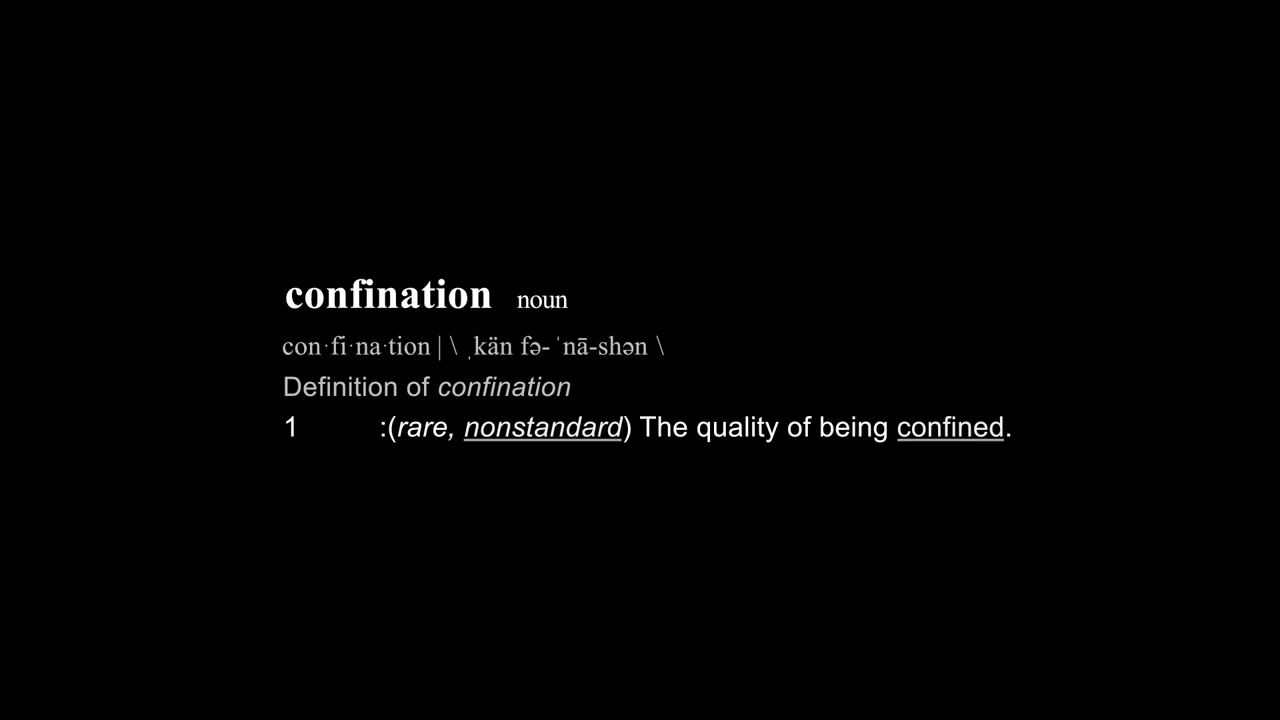 confination noun
con·fi·na·tion | \ ˌkän fə- ˈnā-shən \
Definition of confination
1 :(rare, nonstandard) The quality of being confined.